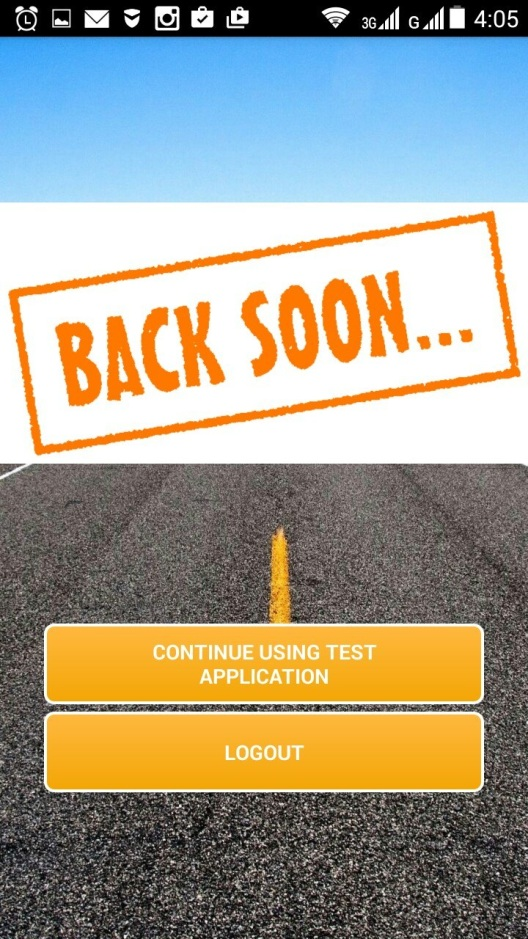 3G G 4:05
BACK SOON...
CONTINUE USING TEST
APPLICATION
LOGOUT